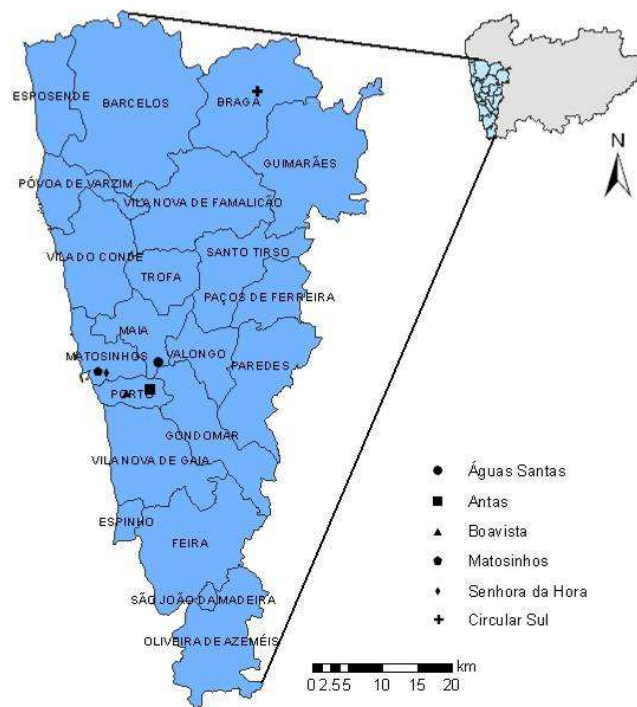 ESPOSENDE
BARCELOS
BRAGA
GUIMARÃES
PÓVOA DE VARZIM
VILA NOVA DE FAMALICÃO
VILA DO CONDE
SANTO TIRSO
TROFA
PAÇOS DE FERREIRA
MAIA
MATOSINHOS
VALONGO
PAREDES
PORTO
GONDOMAR
VILA NOVA DE GAIA
ESPINHO
FEIRA
SÃO JOÃO DA MADEIRA
OLIVEIRA DE AZEMÉIS
N
Águas Santas
Antas
Boavista
Matosinhos
Senhora da Hora
Circular Sul
km
0 2.5 5 10 15 20